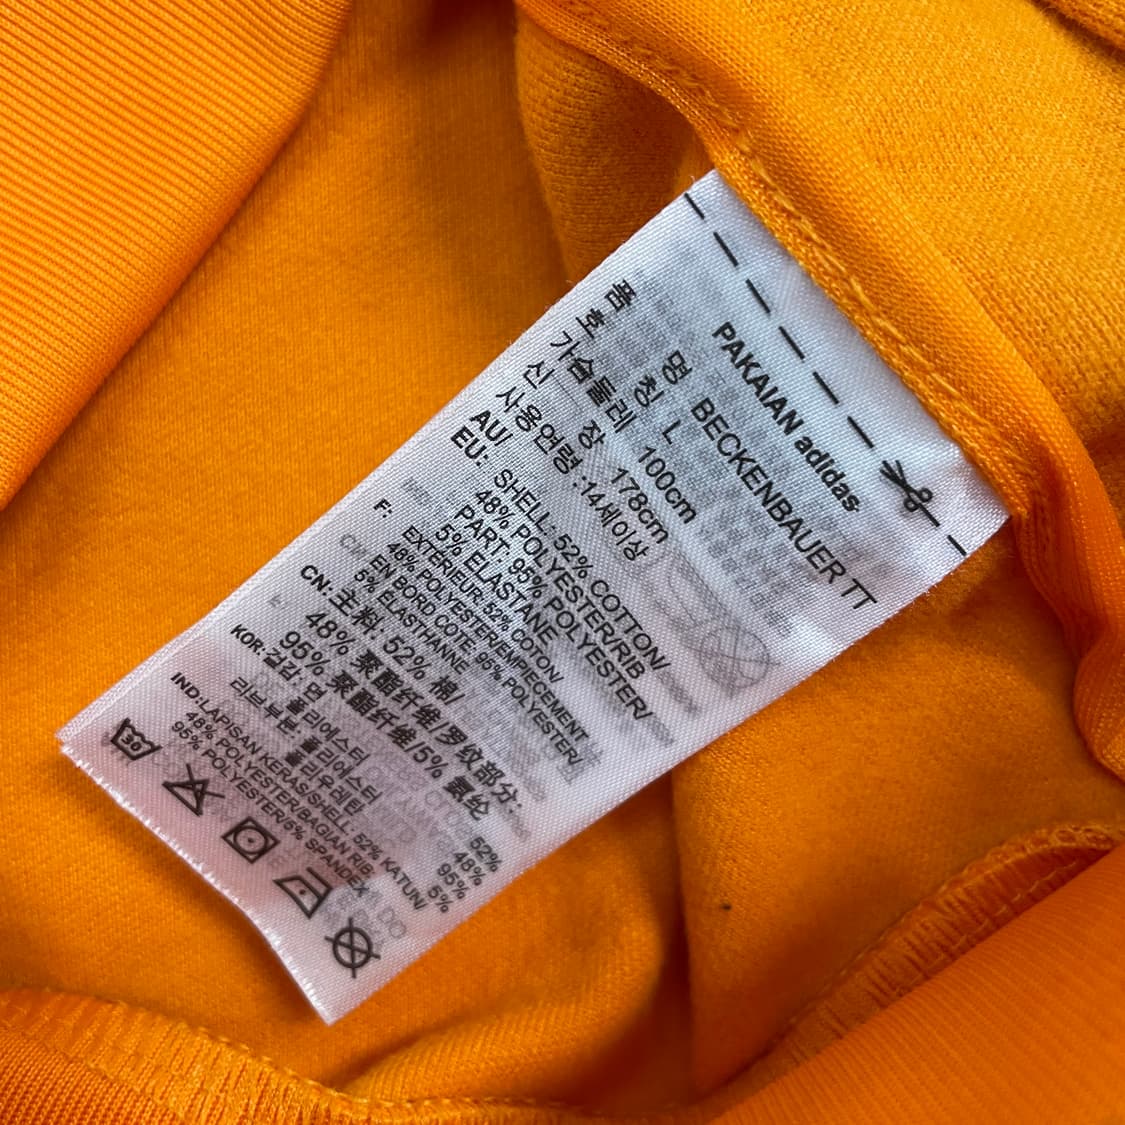 PAKAIAN adidas
품 명 BECKENBAUER TT
호 칭 L
가슴둘레 100cm
신 장 178cm
사용연령 :14세이상
AU/
EU: SHELL: 52% COTTON/
48% POLYESTER/RIB
PART: 95% POLYESTER/
5% ELASTANE
F: EXTÉRIEUR: 52% COTON/
48% POLYESTER/EMPIECEMENT
EN BORD COTE: 95% POLYESTER/
5% ELASTHANNE
CN: 主料: 52% 棉/
48% 聚酯纤维/罗纹部分:
95% 聚酯纤维/5% 氨纶
KOR:겉감: 면 52%
폴리에스터 48%
리브부분: 폴리에스터 95%
폴리우레탄 5%
IND:LAPISAN KERAS/SHELL: 52% KATUN/
48% POLYESTER/BAGIAN RIB:
95% POLYESTER/5% SPANDEX
30